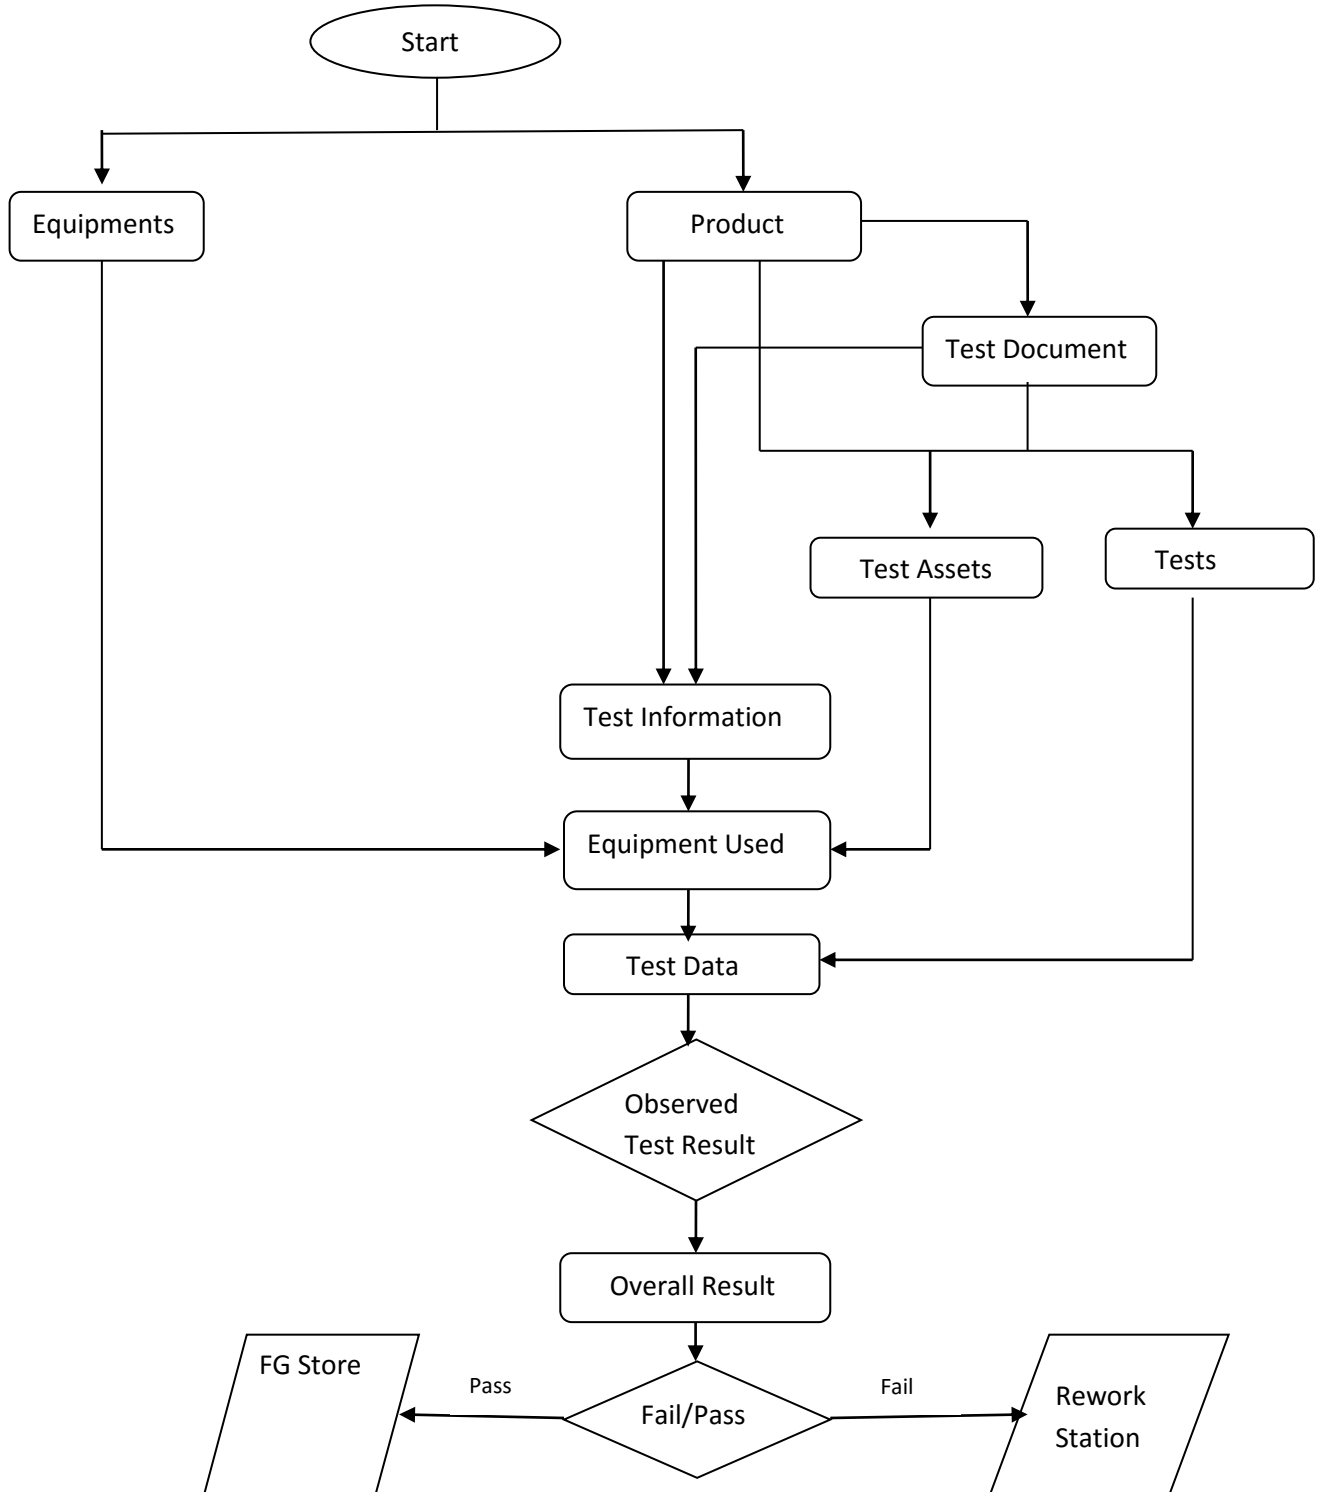 Start
Equipments
Product
Test Document
Test Assets
Tests
Test Information
Equipment Used
Test Data
Observed
Test Result
Overall Result
FG Store
Pass
Fail/Pass
Fail
Rework
Station